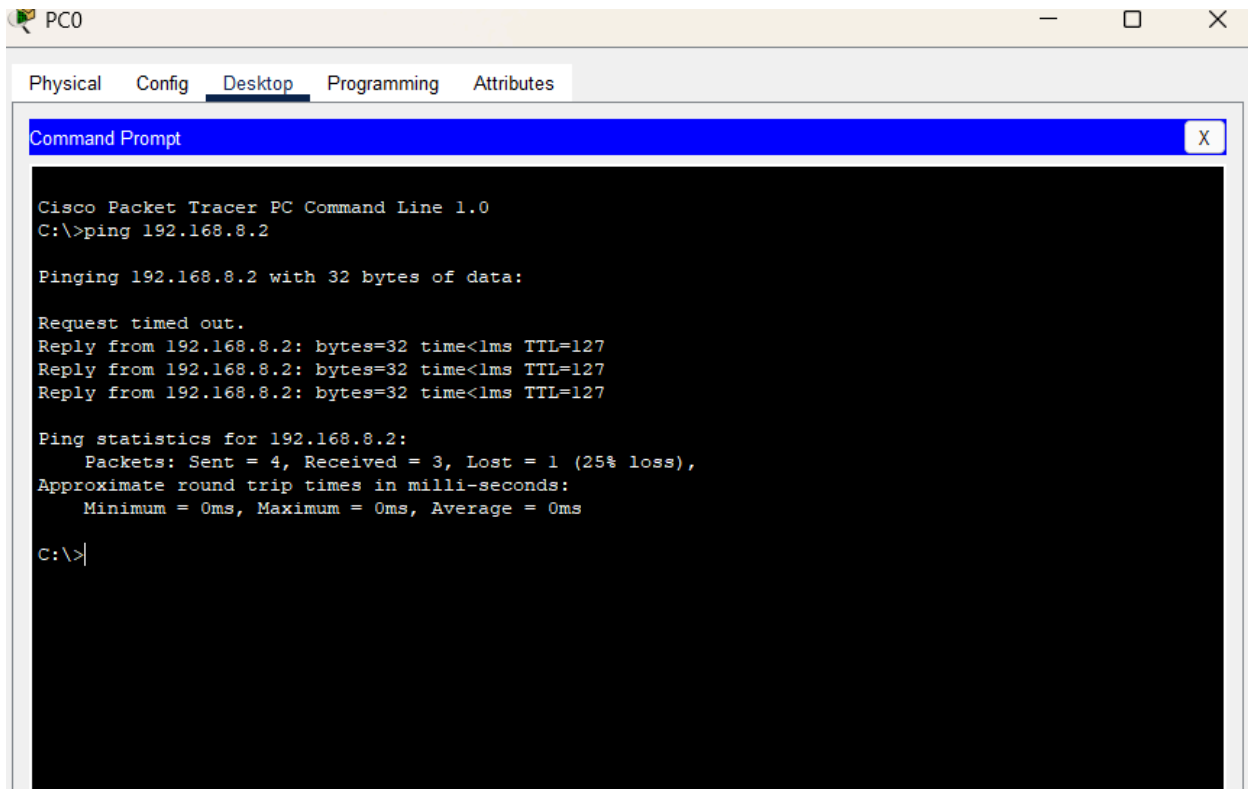 PC0
Physical Config Desktop Programming Attributes
Command Prompt X
Cisco Packet Tracer PC Command Line 1.0
C:\>ping 192.168.8.2
Pinging 192.168.8.2 with 32 bytes of data:
Request timed out.
Reply from 192.168.8.2: bytes=32 time<1ms TTL=127
Reply from 192.168.8.2: bytes=32 time<1ms TTL=127
Reply from 192.168.8.2: bytes=32 time<1ms TTL=127
Ping statistics for 192.168.8.2:
    Packets: Sent = 4, Received = 3, Lost = 1 (25% loss),
Approximate round trip times in milli-seconds:
    Minimum = 0ms, Maximum = 0ms, Average = 0ms
C:\>